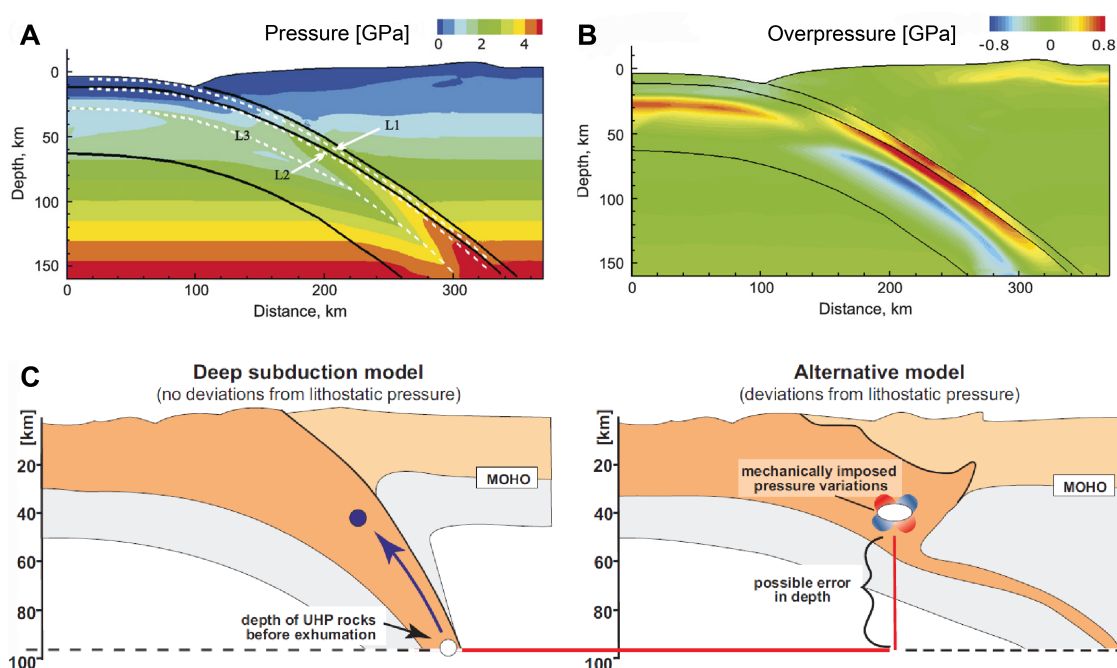 A
Pressure [GPa]
0 2 4
0
50
100
150
Depth, km
L1
L2
L3
0 100 200 300
Distance, km
B
Overpressure [GPa]
-0.8 0 0.8
0
50
100
150
Depth, km
0 100 200 300
Distance, km
C
Deep subduction model
(no deviations from lithostatic pressure)
[km]
20
40
60
80
100
MOHO
depth of UHP rocks
before exhumation
Alternative model
(deviations from lithostatic pressure)
[km]
20
40
60
80
100
mechanically imposed
pressure variations
MOHO
possible error
in depth